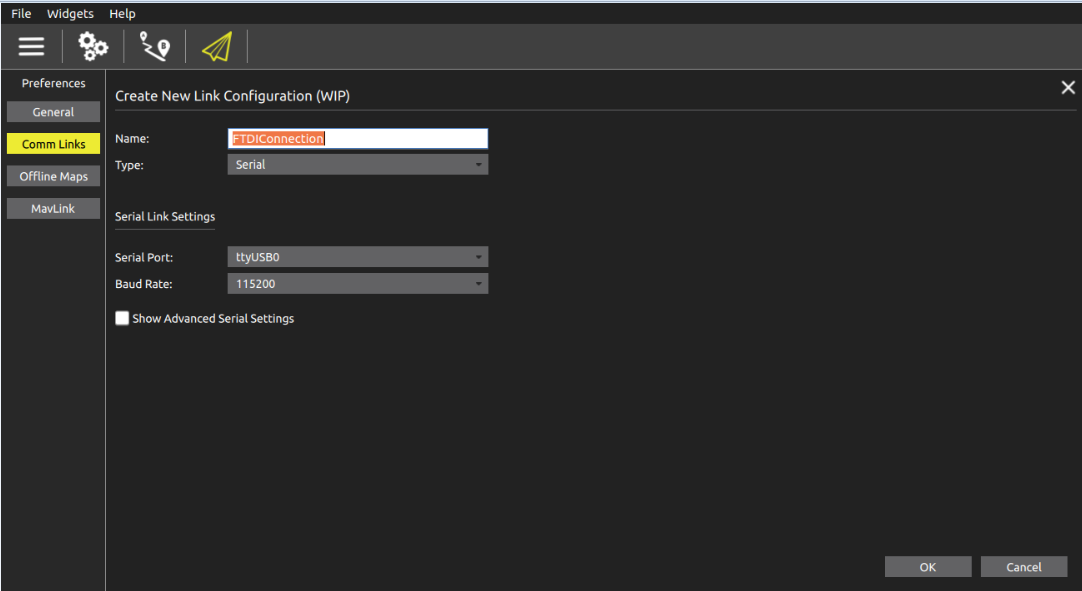 File Widgets Help
Preferences
General
Comm Links
Offline Maps
MavLink
Create New Link Configuration (WIP)
Name: FTDIConnection
Type: Serial
Serial Link Settings
Serial Port: ttyUSB0
Baud Rate: 115200
Show Advanced Serial Settings
OK Cancel